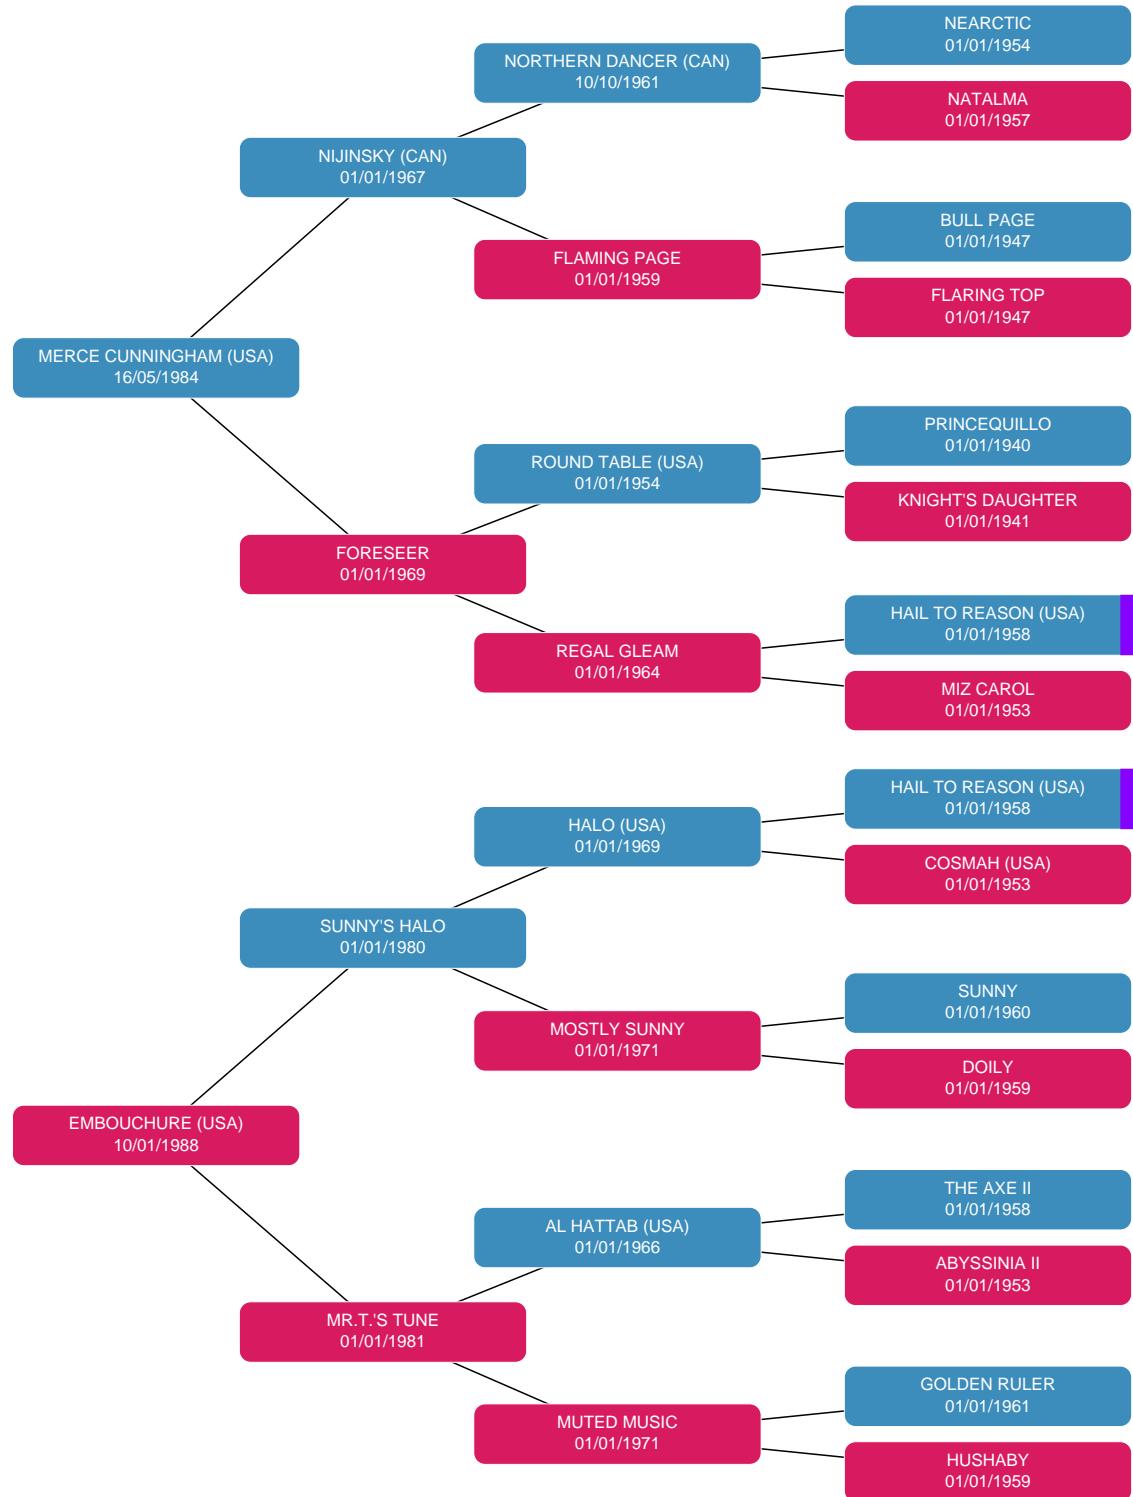 NEARCTIC
01/01/1954
NORTHERN DANCER (CAN)
10/10/1961
NATALMA
01/01/1957
NIJINSKY (CAN)
01/01/1967
BULL PAGE
01/01/1947
FLAMING PAGE
01/01/1959
FLARING TOP
01/01/1947
MERCE CUNNINGHAM (USA)
16/05/1984
PRINCEQUILLO
01/01/1940
ROUND TABLE (USA)
01/01/1954
KNIGHT'S DAUGHTER
01/01/1941
FORESEER
01/01/1969
HAIL TO REASON (USA)
01/01/1958
REGAL GLEAM
01/01/1964
MIZ CAROL
01/01/1953
HAIL TO REASON (USA)
01/01/1958
HALO (USA)
01/01/1969
COSMAH (USA)
01/01/1953
SUNNY'S HALO
01/01/1980
SUNNY
01/01/1960
MOSTLY SUNNY
01/01/1971
DOILY
01/01/1959
EMBOUCHURE (USA)
10/01/1988
THE AXE II
01/01/1958
AL HATTAB (USA)
01/01/1966
ABYSSINIA II
01/01/1953
MR.T.'S TUNE
01/01/1981
GOLDEN RULER
01/01/1961
MUTED MUSIC
01/01/1971
HUSHABY
01/01/1959